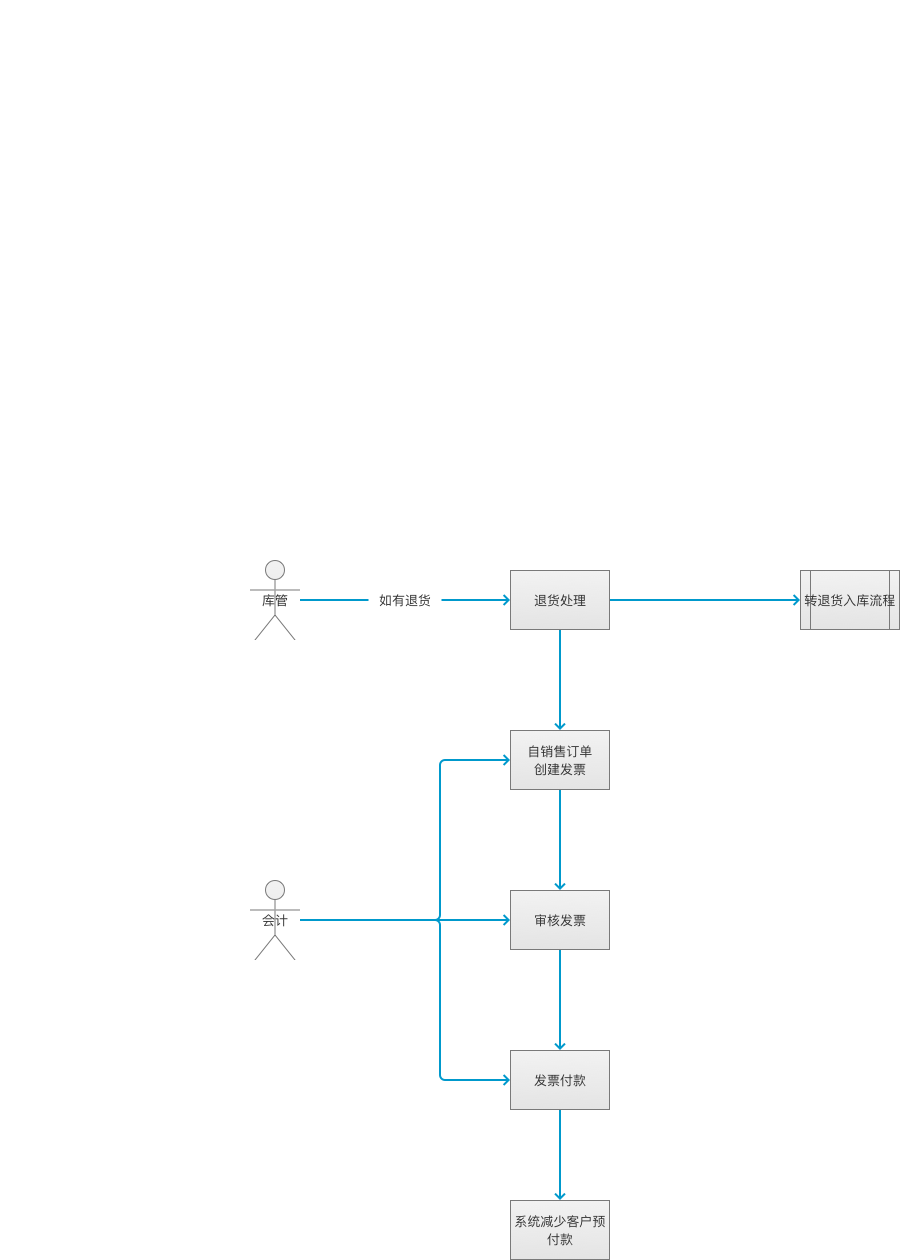 库管
如有退货
退货处理
转退货入库流程
自销售订单
创建发票
会计
审核发票
发票付款
系统减少客户预
付款